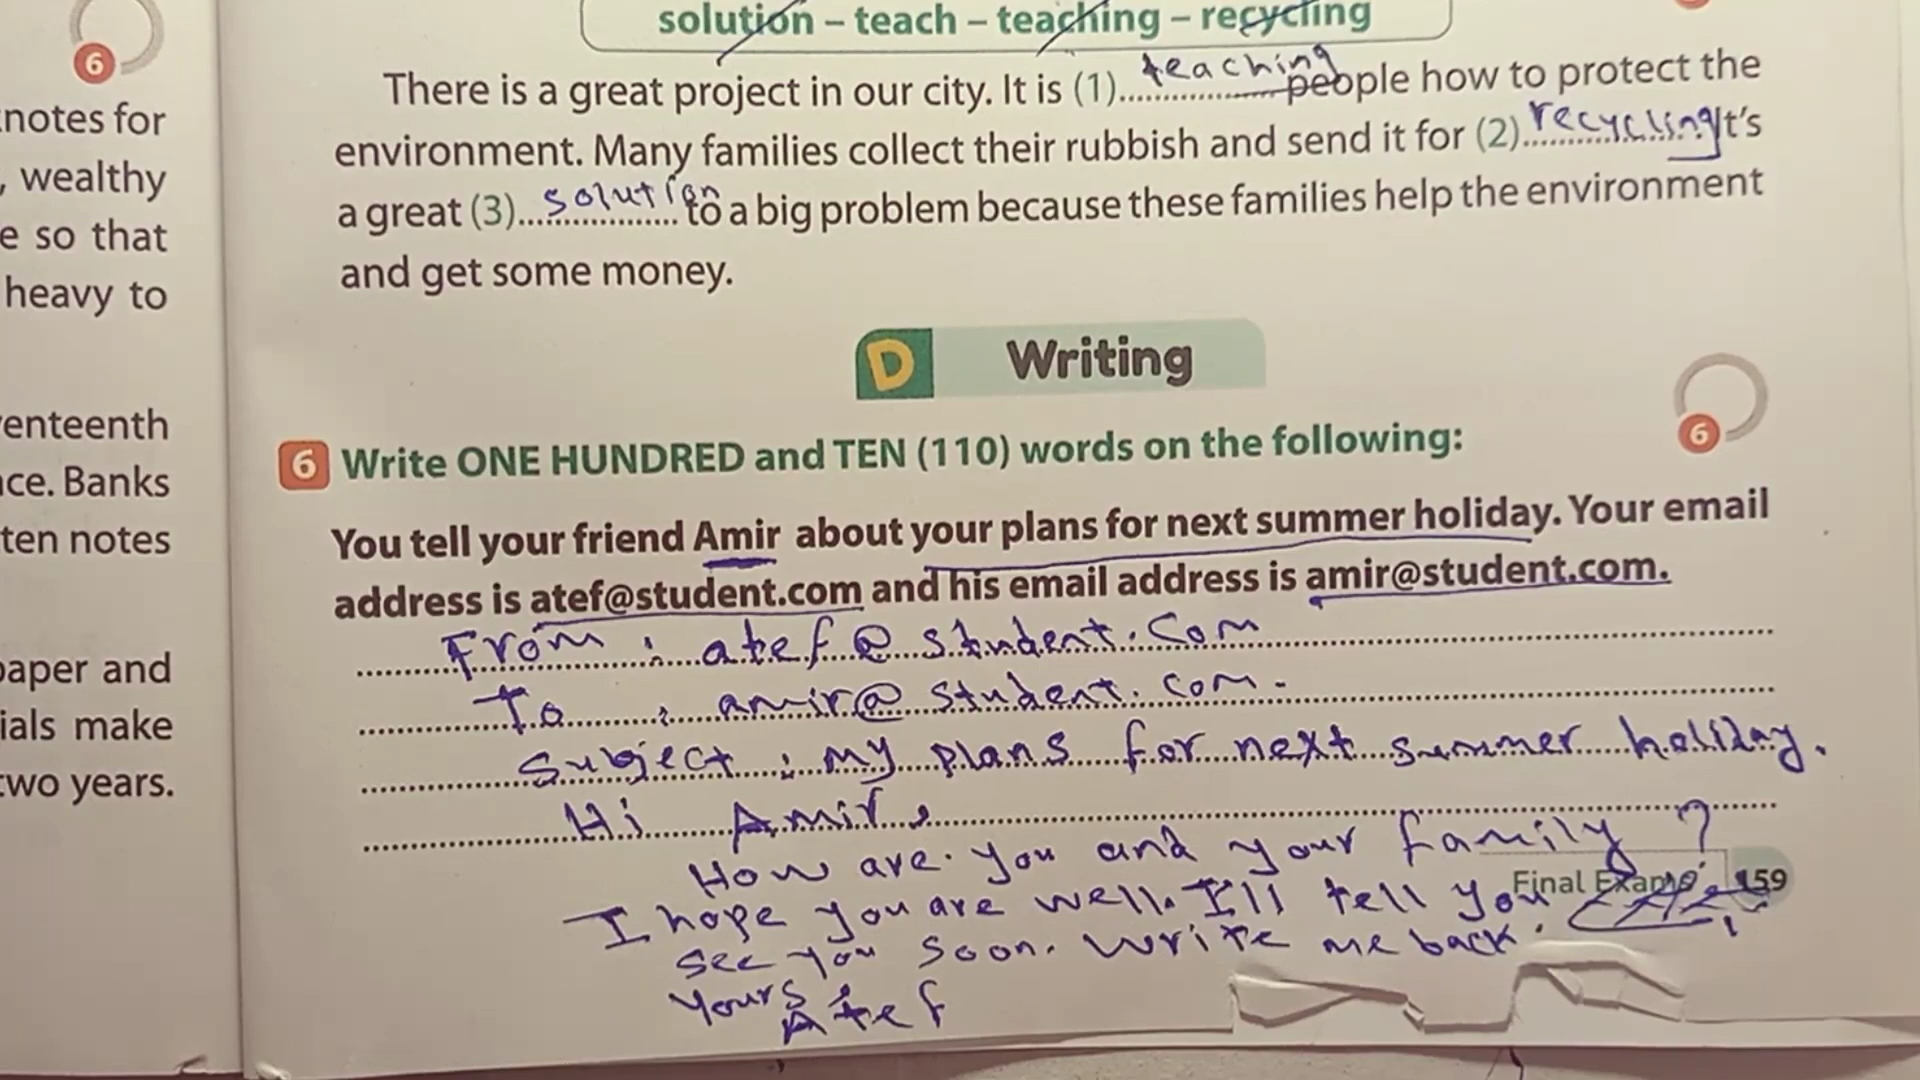 solution – teach – teaching – recycling
6
There is a great project in our city. It is (1) teaching people how to protect the
environment. Many families collect their rubbish and send it for (2) recycling It's
a great (3) solution to a big problem because these families help the environment
and get some money.
notes for
, wealthy
e so that
heavy to
enteenth
ce. Banks
ten notes
paper and
ials make
two years.
D Writing
6
6 Write ONE HUNDRED and TEN (110) words on the following:
You tell your friend Amir about your plans for next summer holiday. Your email
address is atef@student.com and his email address is amir@student.com.
From : atef@student.com
To : amir@student.com.
Subject : my plans for next summer holiday.
Hi Amir,
How are you and your family ?
I hope you are well. I'll tell you
Final Exams 159
see you soon. Write me back.
Yours
Atef